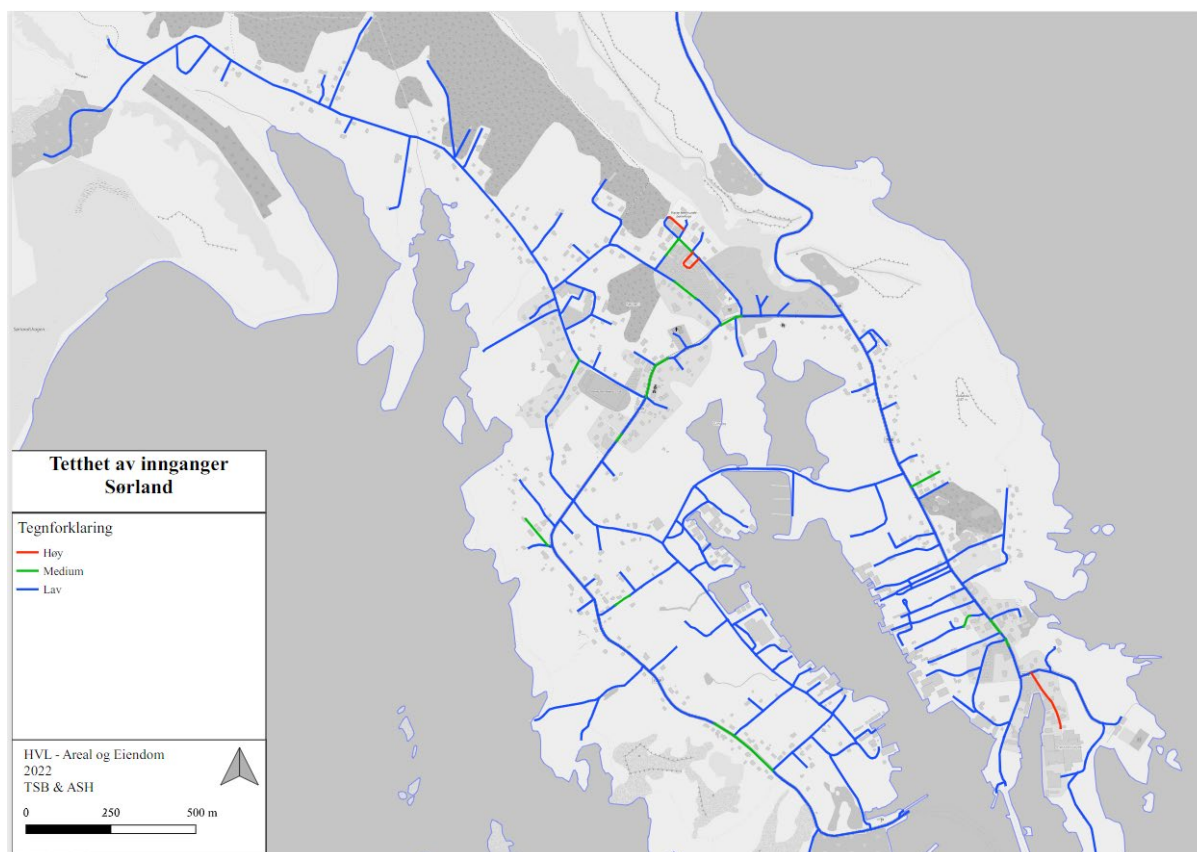 Tetthet av innganger
Sørland
Tegnforklaring
Høy
Medium
Lav
HVL - Areal og Eiendom
2022
TSB & ASH
0 250 500 m